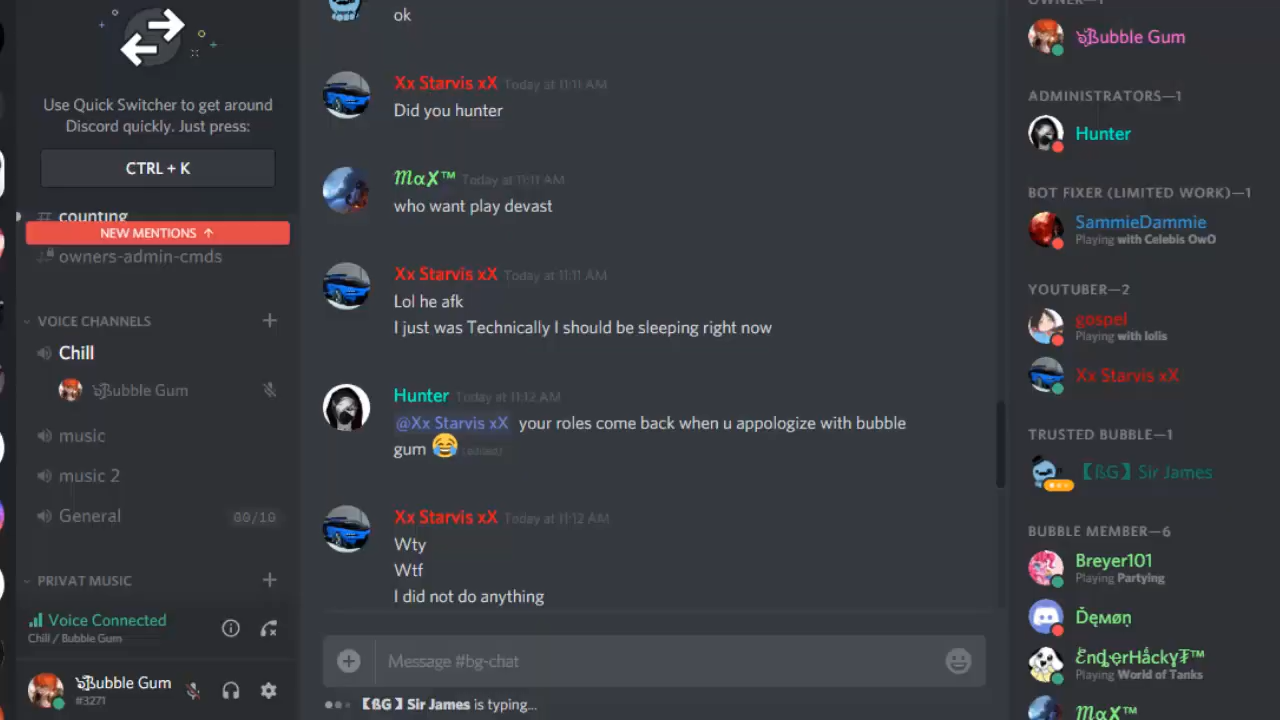 Use Quick Switcher to get around
Discord quickly. Just press:
CTRL + K
# counting
NEW MENTIONS ↑
owners-admin-cmds
VOICE CHANNELS
Chill
Bubble Gum
music
music 2
General 00/10
PRIVAT MUSIC
Voice Connected
Chill / Bubble Gum
Bubble Gum
#3271
ok
Xx Starvis xX Today at 11:11 AM
Did you hunter
𝓜αX™ Today at 11:11 AM
who want play devast
Xx Starvis xX Today at 11:11 AM
Lol he afk
I just was Technically I should be sleeping right now
Hunter Today at 11:12 AM
@Xx Starvis xX your roles come back when u appologize with bubble
gum 😂 (edited)
Xx Starvis xX Today at 11:12 AM
Wty
Wtf
I did not do anything
Message #bg-chat
【ßG】Sir James is typing...
OWNER—1
Bubble Gum
ADMINISTRATORS—1
Hunter
BOT FIXER (LIMITED WORK)—1
SammieDammie
Playing with Celebis OwO
YOUTUBER—2
gospel
Playing with lolis
Xx Starvis xX
TRUSTED BUBBLE—1
【ßG】Sir James
BUBBLE MEMBER—6
Breyer101
Playing Partying
Ďęмøη
Playing World of Tanks
𝓜αX™